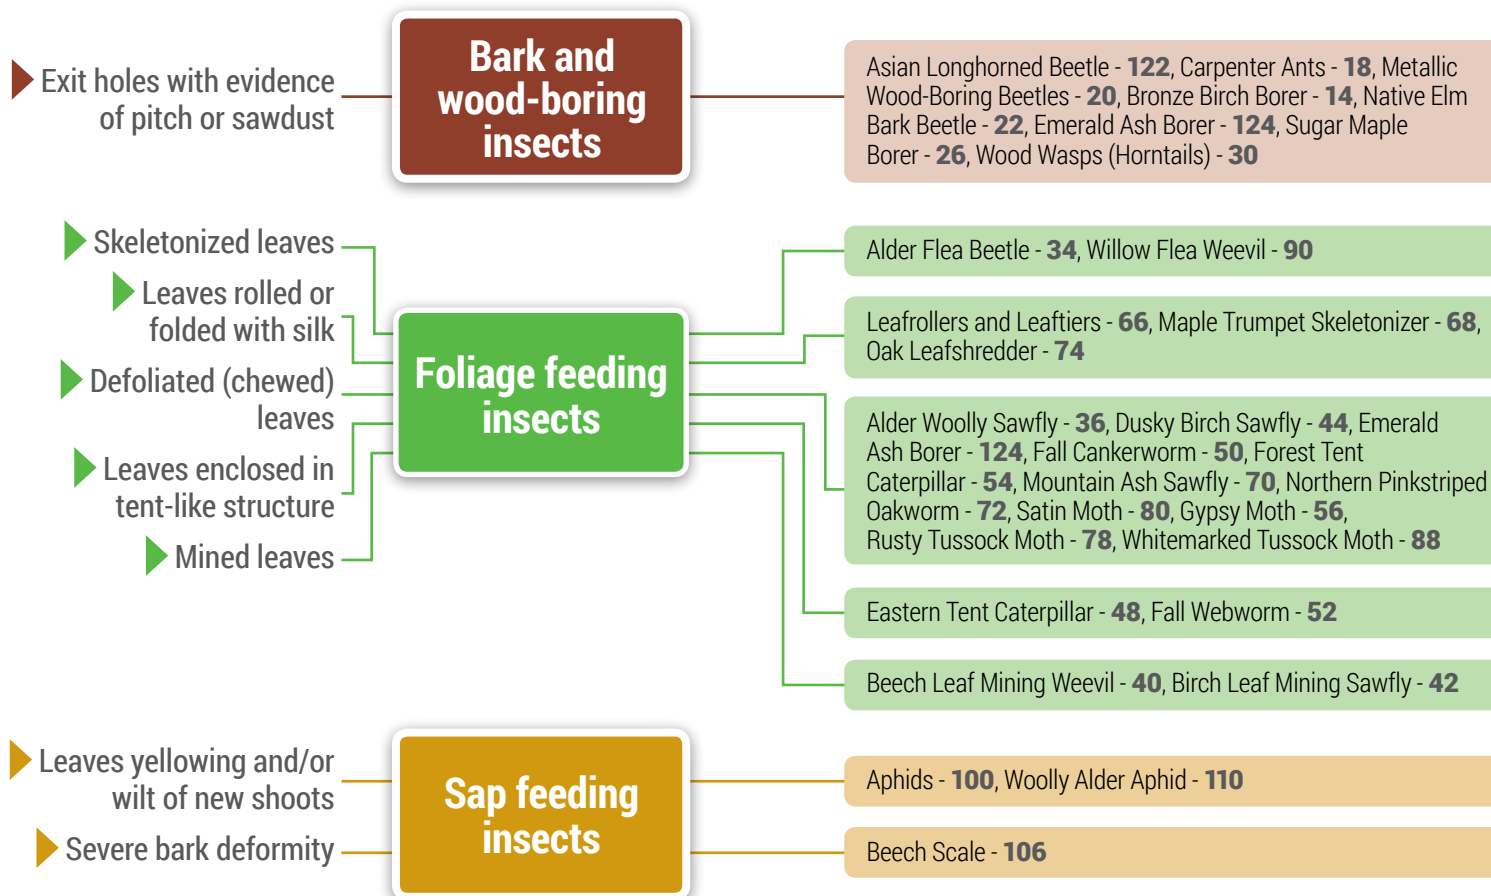 Exit holes with evidence
of pitch or sawdust
Bark and
wood-boring
insects
Asian Longhorned Beetle - 122, Carpenter Ants - 18, Metallic
Wood-Boring Beetles - 20, Bronze Birch Borer - 14, Native Elm
Bark Beetle - 22, Emerald Ash Borer - 124, Sugar Maple
Borer - 26, Wood Wasps (Horntails) - 30
Skeletonized leaves
Leaves rolled or
folded with silk
Defoliated (chewed)
leaves
Leaves enclosed in
tent-like structure
Mined leaves
Foliage feeding
insects
Alder Flea Beetle - 34, Willow Flea Weevil - 90
Leafrollers and Leaftiers - 66, Maple Trumpet Skeletonizer - 68,
Oak Leafshredder - 74
Alder Woolly Sawfly - 36, Dusky Birch Sawfly - 44, Emerald
Ash Borer - 124, Fall Cankerworm - 50, Forest Tent
Caterpillar - 54, Mountain Ash Sawfly - 70, Northern Pinkstriped
Oakworm - 72, Satin Moth - 80, Gypsy Moth - 56,
Rusty Tussock Moth - 78, Whitemarked Tussock Moth - 88
Eastern Tent Caterpillar - 48, Fall Webworm - 52
Beech Leaf Mining Weevil - 40, Birch Leaf Mining Sawfly - 42
Leaves yellowing and/or
wilt of new shoots
Severe bark deformity
Sap feeding
insects
Aphids - 100, Woolly Alder Aphid - 110
Beech Scale - 106